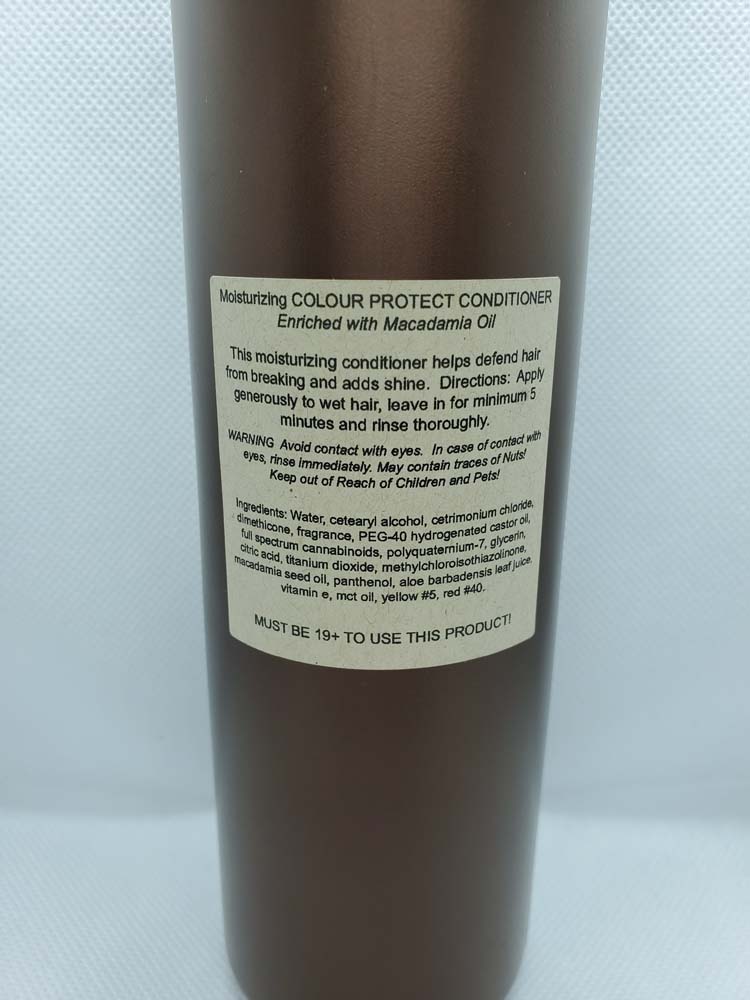 Moisturizing COLOUR PROTECT CONDITIONER
Enriched with Macadamia Oil
This moisturizing conditioner helps defend hair
from breaking and adds shine. Directions: Apply
generously to wet hair, leave in for minimum 5
minutes and rinse thoroughly.
WARNING Avoid contact with eyes. In case of contact with
eyes, rinse immediately. May contain traces of Nuts!
Keep out of Reach of Children and Pets!
Ingredients: Water, cetearyl alcohol, cetrimonium chloride,
dimethicone, fragrance, PEG-40 hydrogenated castor oil,
full spectrum cannabinoids, polyquaternium-7, glycerin,
citric acid, titanium dioxide, methylchloroisothiazolinone,
macadamia seed oil, panthenol, aloe barbadensis leaf juice,
vitamin e, mct oil, yellow #5, red #40.
MUST BE 19+ TO USE THIS PRODUCT!